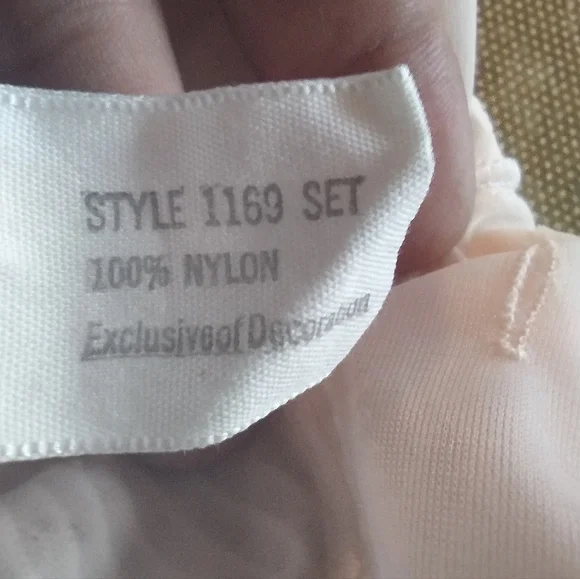 STYLE 1169 SET
100% NYLON
Exclusive of Decoration